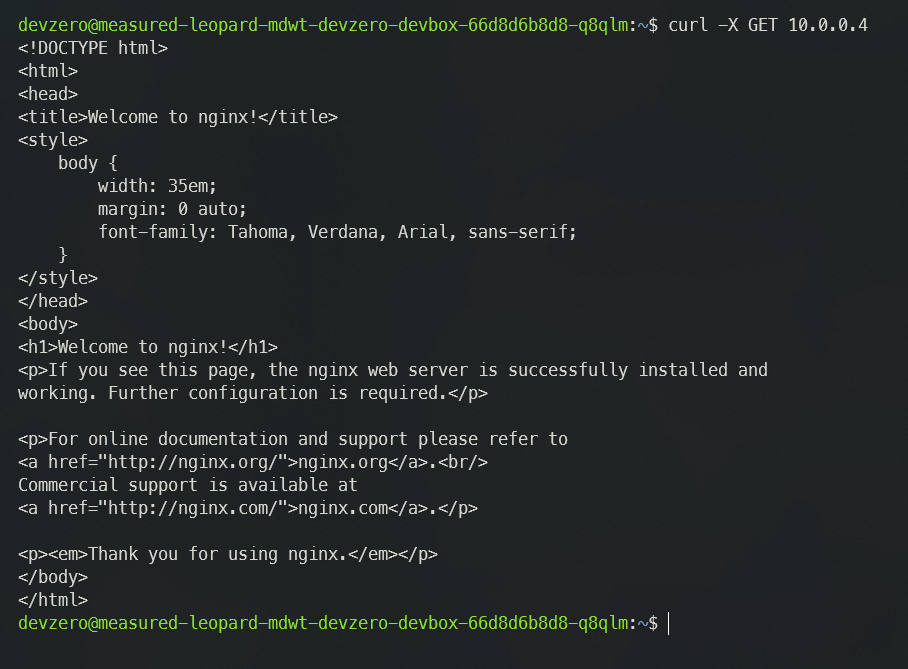 devzero@measured-leopard-mdwt-devzero-devbox-66d8d6b8d8-q8qlm:~$ curl -X GET 10.0.0.4
<!DOCTYPE html>
<html>
<head>
<title>Welcome to nginx!</title>
<style>
    body {
        width: 35em;
        margin: 0 auto;
        font-family: Tahoma, Verdana, Arial, sans-serif;
    }
</style>
</head>
<body>
<h1>Welcome to nginx!</h1>
<p>If you see this page, the nginx web server is successfully installed and
working. Further configuration is required.</p>

<p>For online documentation and support please refer to
<a href="http://nginx.org/">nginx.org</a>.<br/>
Commercial support is available at
<a href="http://nginx.com/">nginx.com</a>.</p>

<p><em>Thank you for using nginx.</em></p>
</body>
</html>
devzero@measured-leopard-mdwt-devzero-devbox-66d8d6b8d8-q8qlm:~$